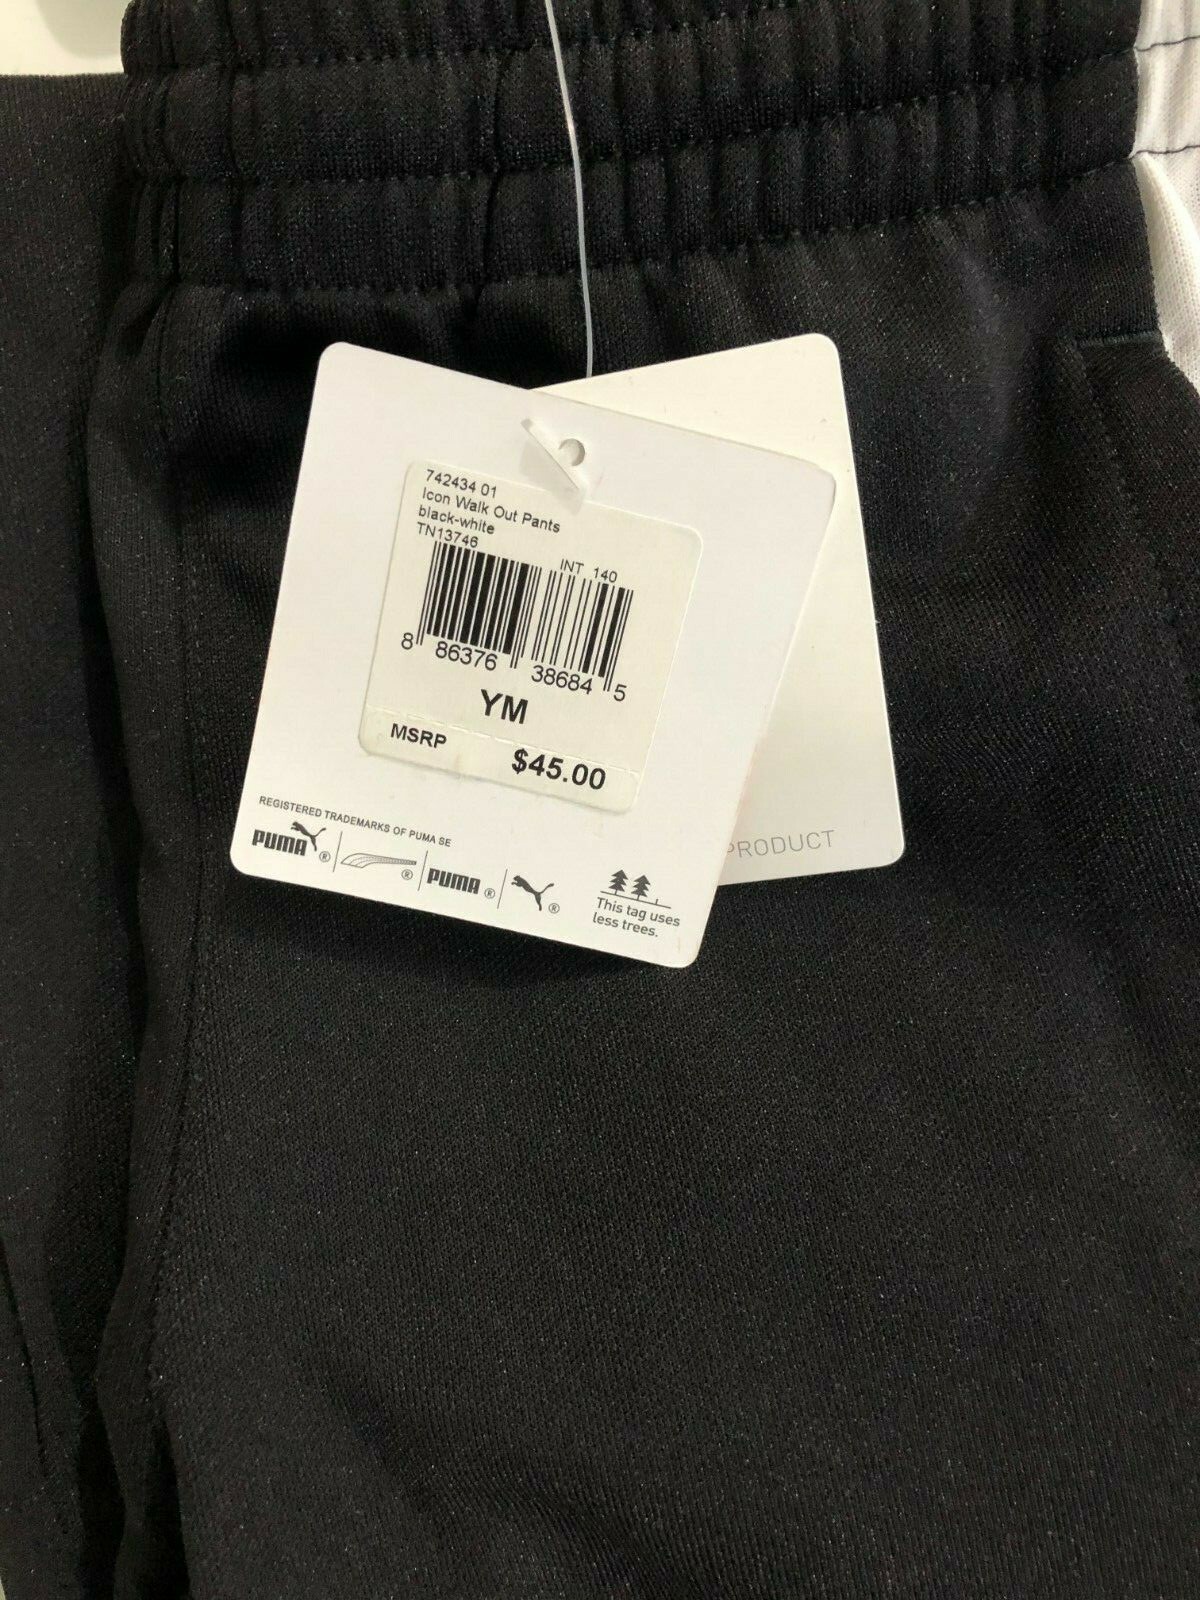 742434 01
Icon Walk Out Pants
black-white
TN13746
INT 140
8 86376 38684 5
YM
MSRP $45.00
REGISTERED TRADEMARKS OF PUMA SE
PUMA ® ® PUMA ® ®
This tag uses
less trees.
PRODUCT